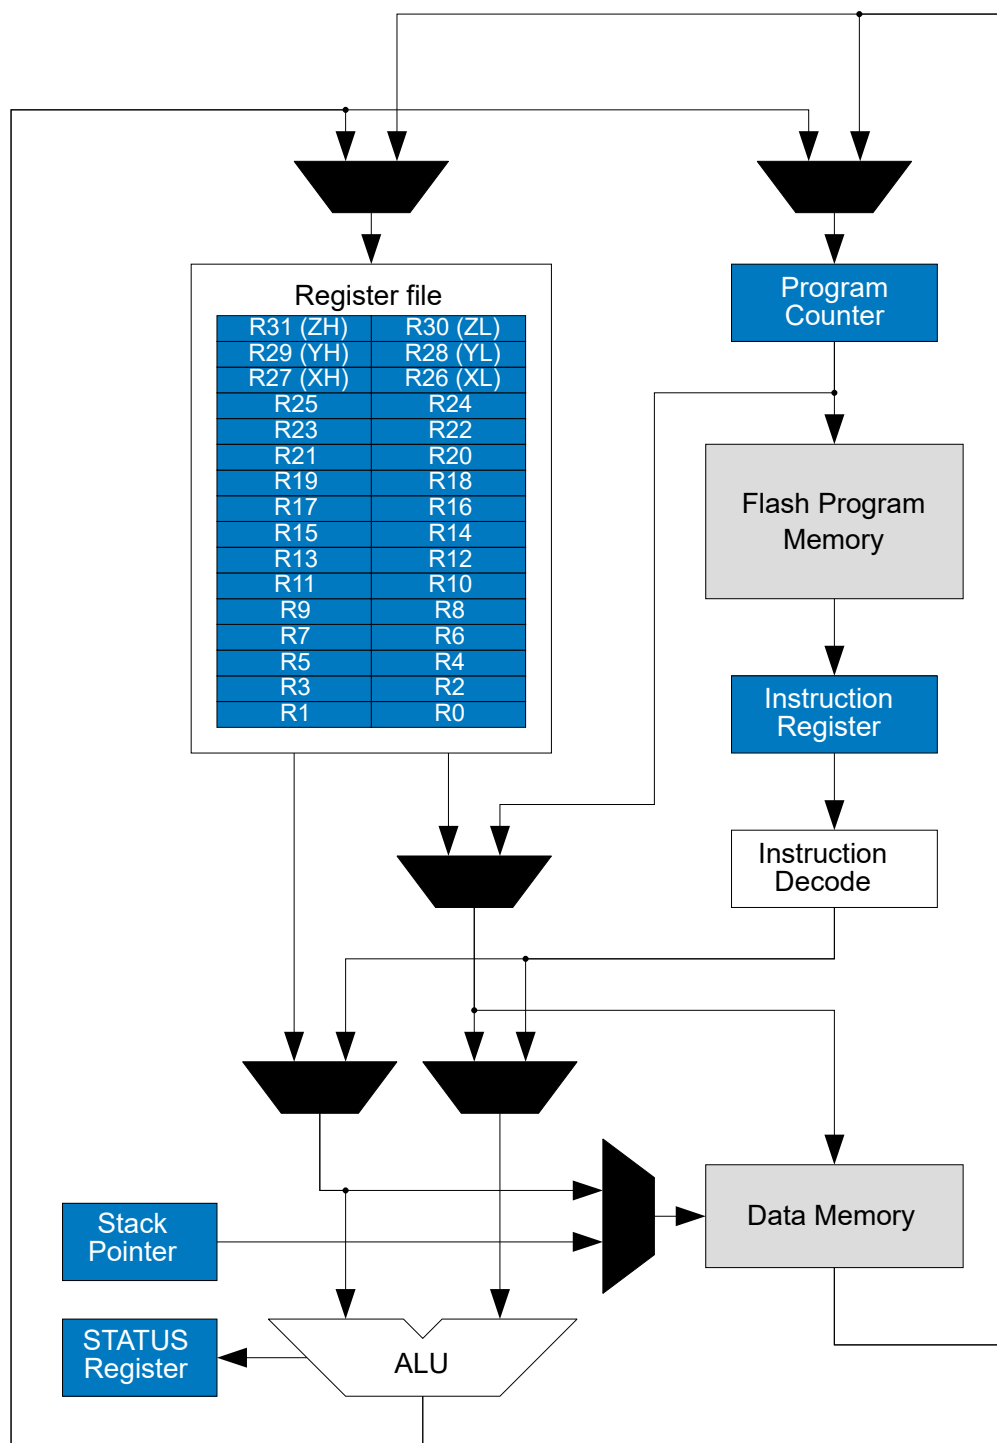 Register file
R31 (ZH) R30 (ZL)
R29 (YH) R28 (YL)
R27 (XH) R26 (XL)
R25 R24
R23 R22
R21 R20
R19 R18
R17 R16
R15 R14
R13 R12
R11 R10
R9 R8
R7 R6
R5 R4
R3 R2
R1 R0
Program
Counter
Flash Program
Memory
Instruction
Register
Instruction
Decode
Stack
Pointer
Data Memory
STATUS
Register
ALU